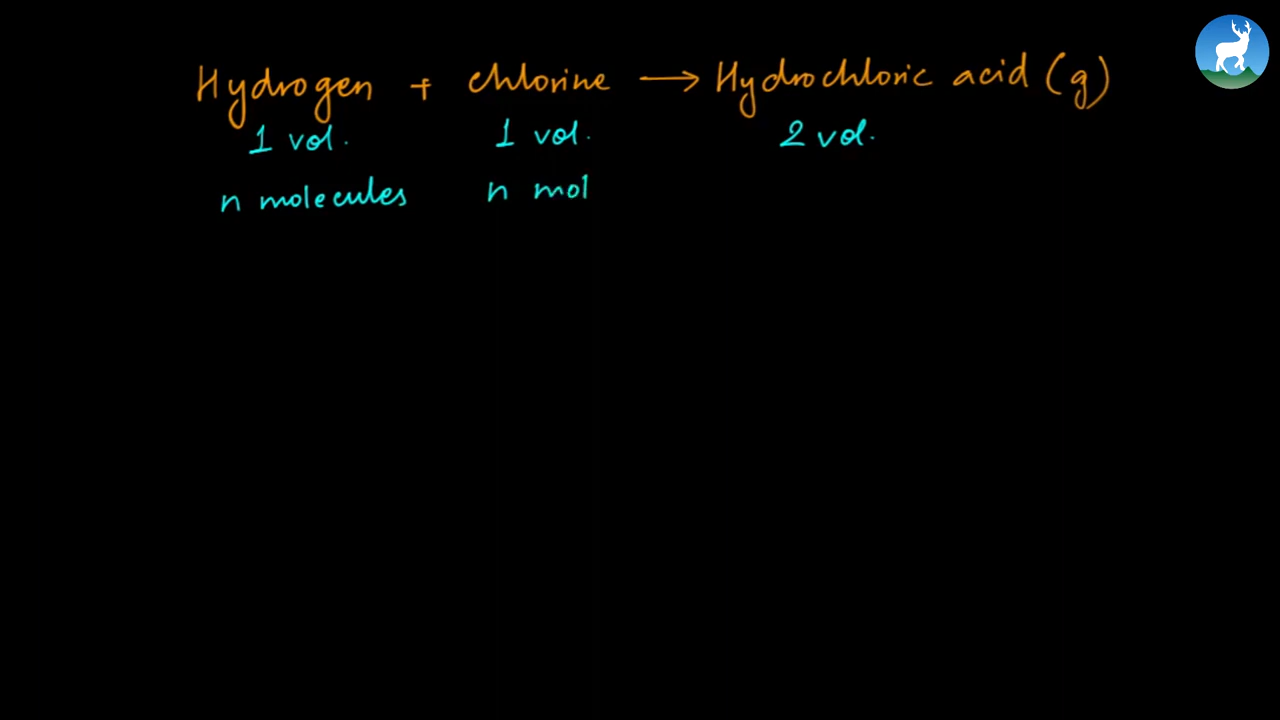 Hydrogen + chlorine → Hydrochloric acid (g)
1 vol. 1 vol. 2 vol.
n molecules n mol